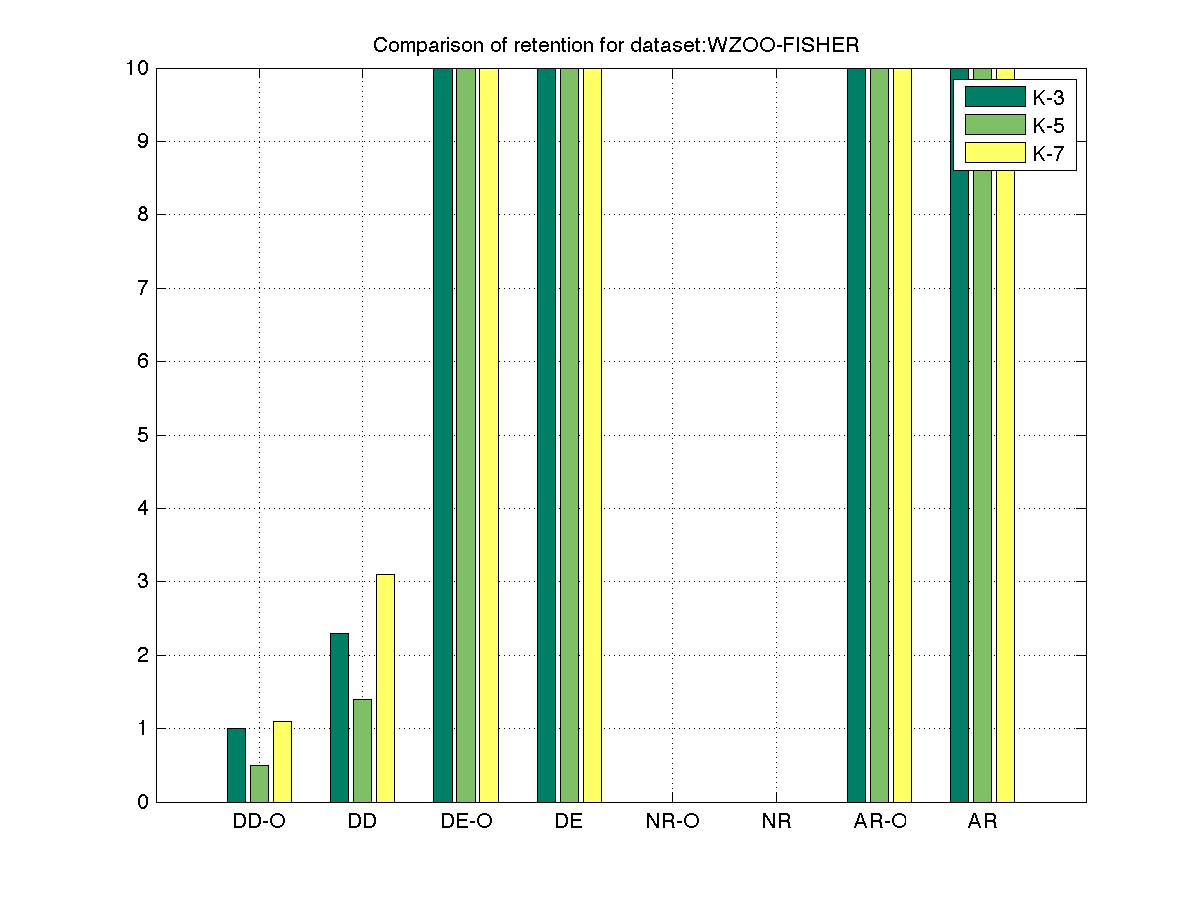 Comparison of retention for dataset:WZOO-FISHER
10
9
8
7
6
5
4
3
2
1
0
K-3
K-5
K-7
DD-O DD DE-O DE NR-O NR AR-O AR